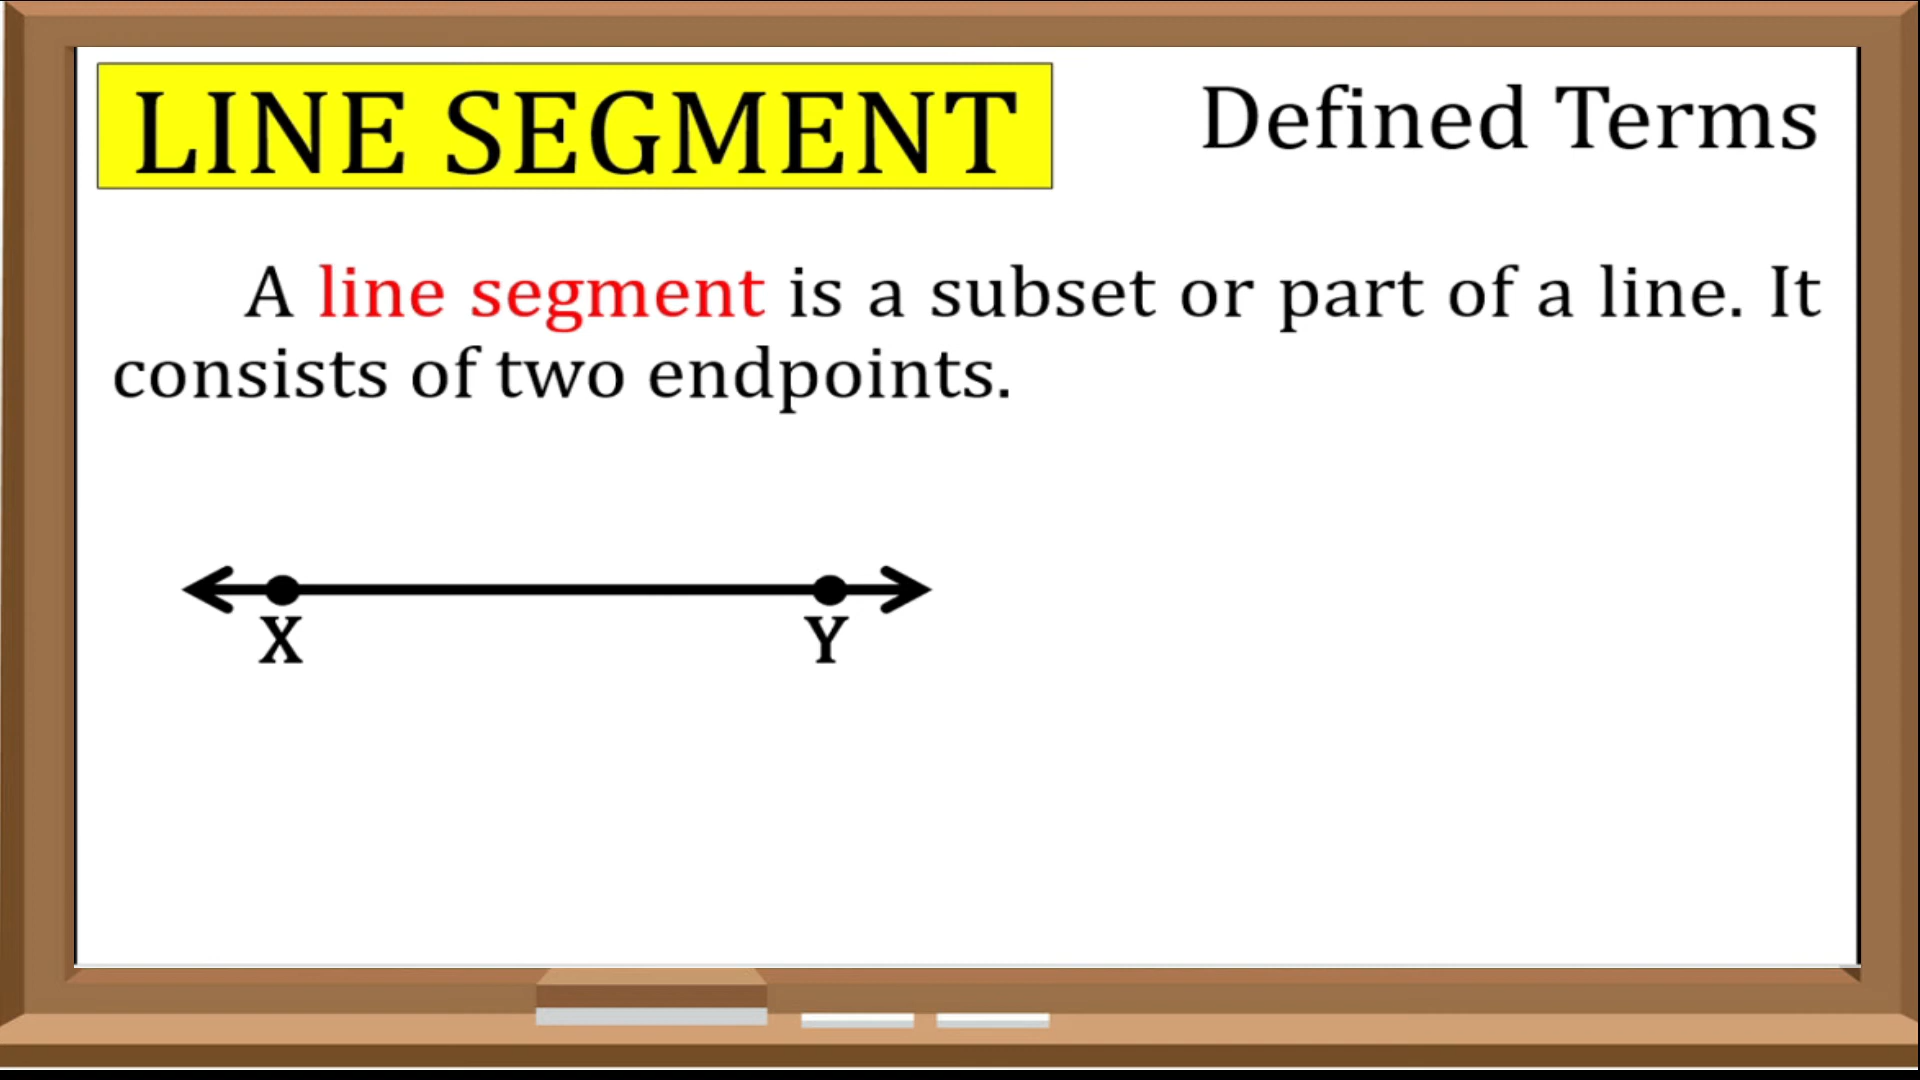 LINE SEGMENT
Defined Terms
A line segment is a subset or part of a line. It
consists of two endpoints.
X Y